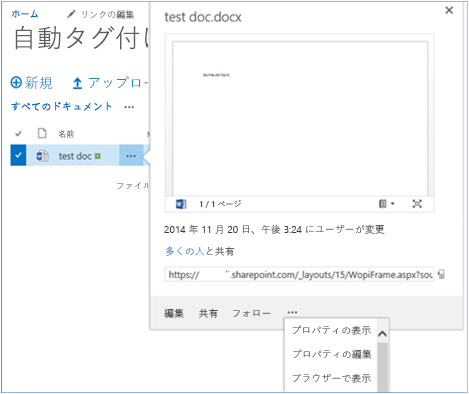 ホーム リンクの編集
自動タグ付け
新規 アップロー
すべてのドキュメント ･･･
名前
test doc ･･･
ファイル
test doc.docx
1 / 1 ページ
2014 年 11 月 20 日、午後 3:24 にユーザーが変更
多くの人と共有
https:// .sharepoint.com/_layouts/15/WopiFrame.aspx?sou
編集 共有 フォロー ･･･
プロパティの表示
プロパティの編集
ブラウザーで表示